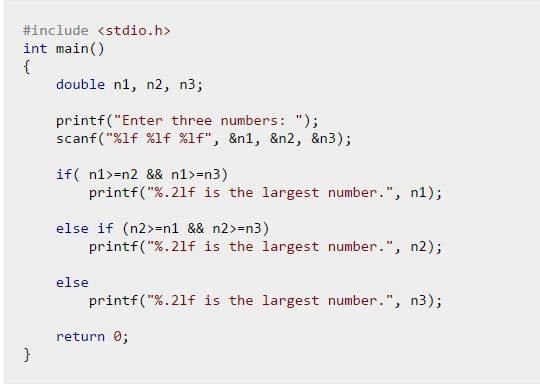 #include <stdio.h>
int main()
{
    double n1, n2, n3;

    printf("Enter three numbers: ");
    scanf("%lf %lf %lf", &n1, &n2, &n3);

    if( n1>=n2 && n1>=n3)
        printf("%.2lf is the largest number.", n1);

    else if (n2>=n1 && n2>=n3)
        printf("%.2lf is the largest number.", n2);

    else
        printf("%.2lf is the largest number.", n3);

    return 0;
}